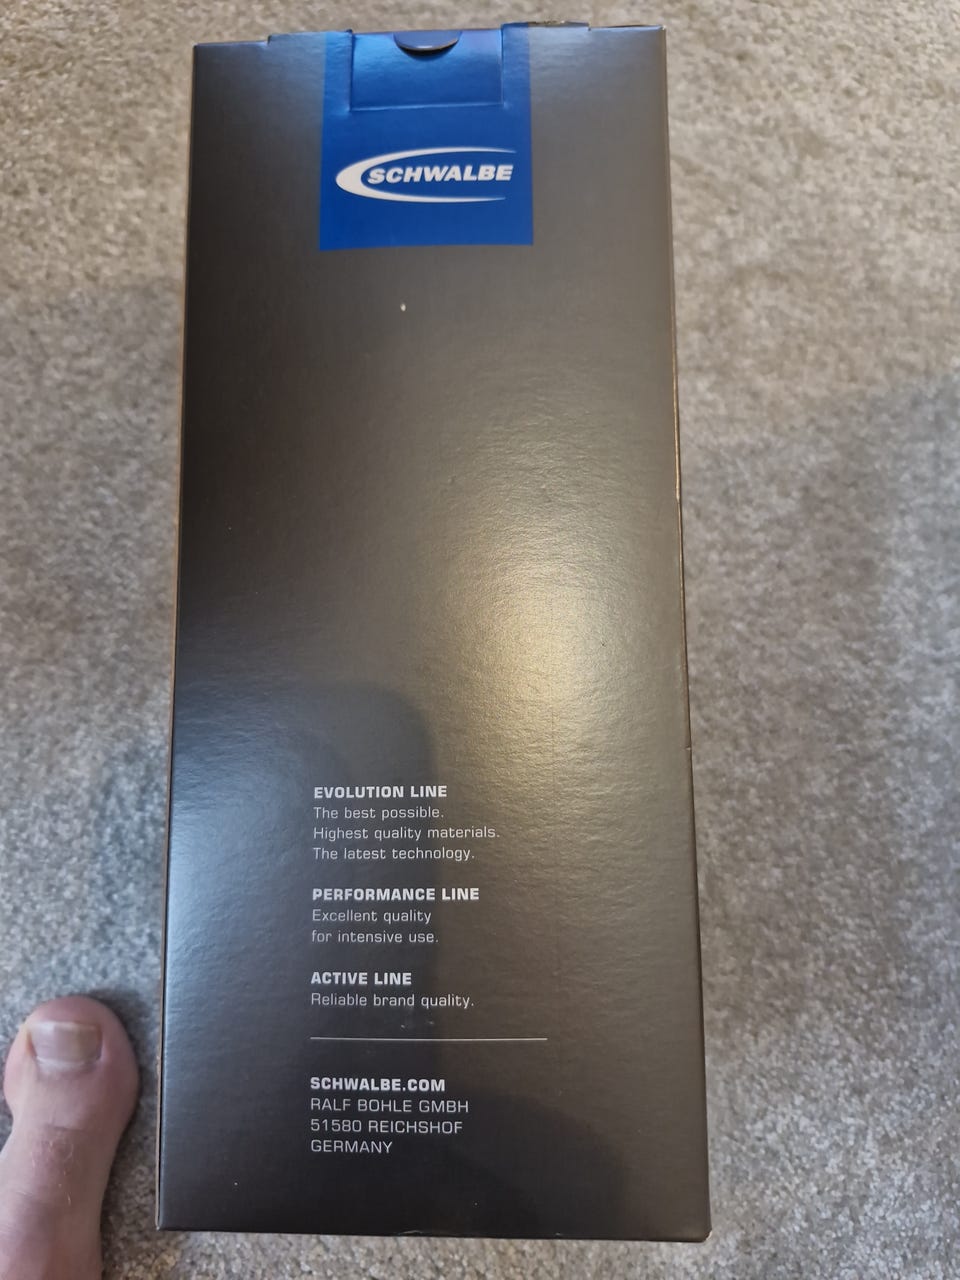 SCHWALBE
EVOLUTION LINE
The best possible.
Highest quality materials.
The latest technology.
PERFORMANCE LINE
Excellent quality
for intensive use.
ACTIVE LINE
Reliable brand quality.
SCHWALBE.COM
RALF BOHLE GMBH
51580 REICHSHOF
GERMANY